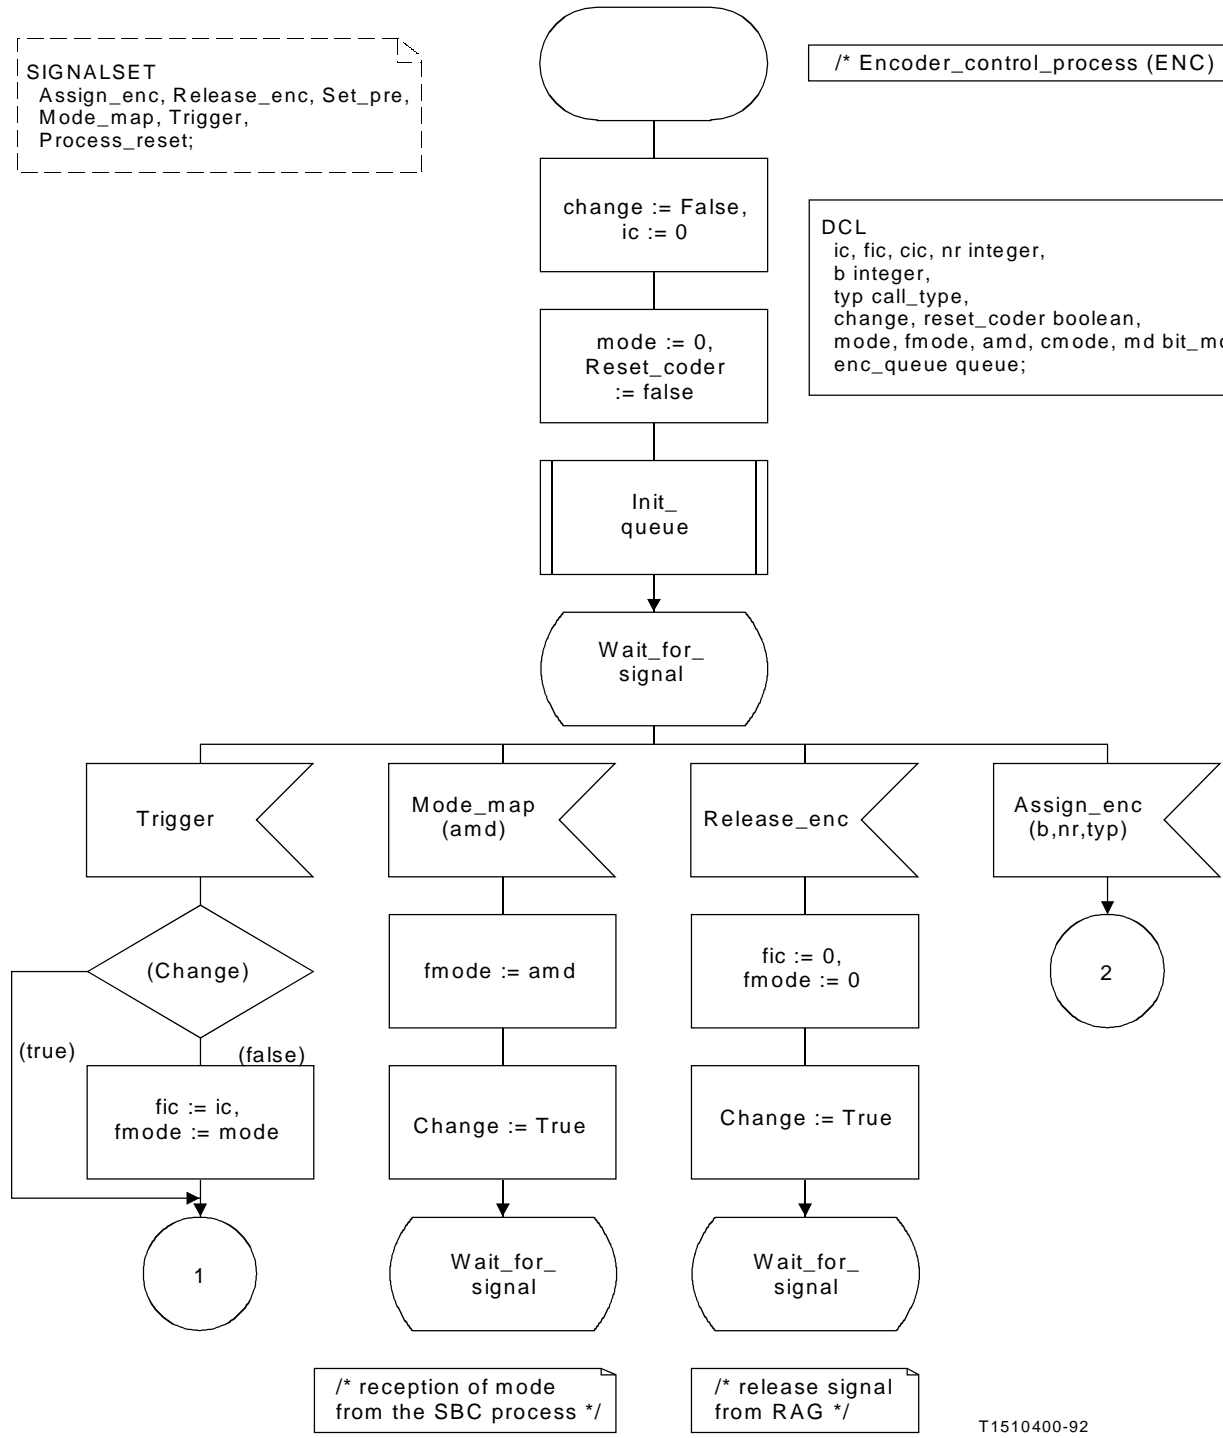 SIGNALSET
Assign_enc, Release_enc, Set_pre,
Mode_map, Trigger,
Process_reset;
/* Encoder_control_process (ENC)
change := False,
ic := 0
DCL
ic, fic, cic, nr integer,
b integer,
typ call_type,
change, reset_coder boolean,
mode, fmode, amd, cmode, md
enc_queue queue;
mode := 0,
Reset_coder
:= false
Init_
queue
Wait_for_
signal
Trigger
Mode_map
(amd)
Release_enc
Assign_enc
(b,nr,typ)
(Change)
(true)
(false)
fmode := amd
fic := 0,
fmode := 0
2
fic := ic,
fmode := mode
Change := True
Change := True
1
Wait_for_
signal
Wait_for_
signal
/* reception of mode
from the SBC process */
/* release signal
from RAG */
T1510400-92